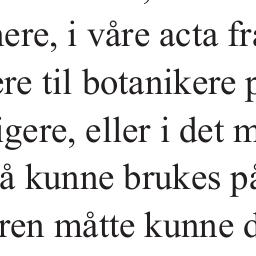 nere, i våre acta fra
ere til botanikere p
igere, eller i det m
å kunne brukes på
ren måtte kunne d